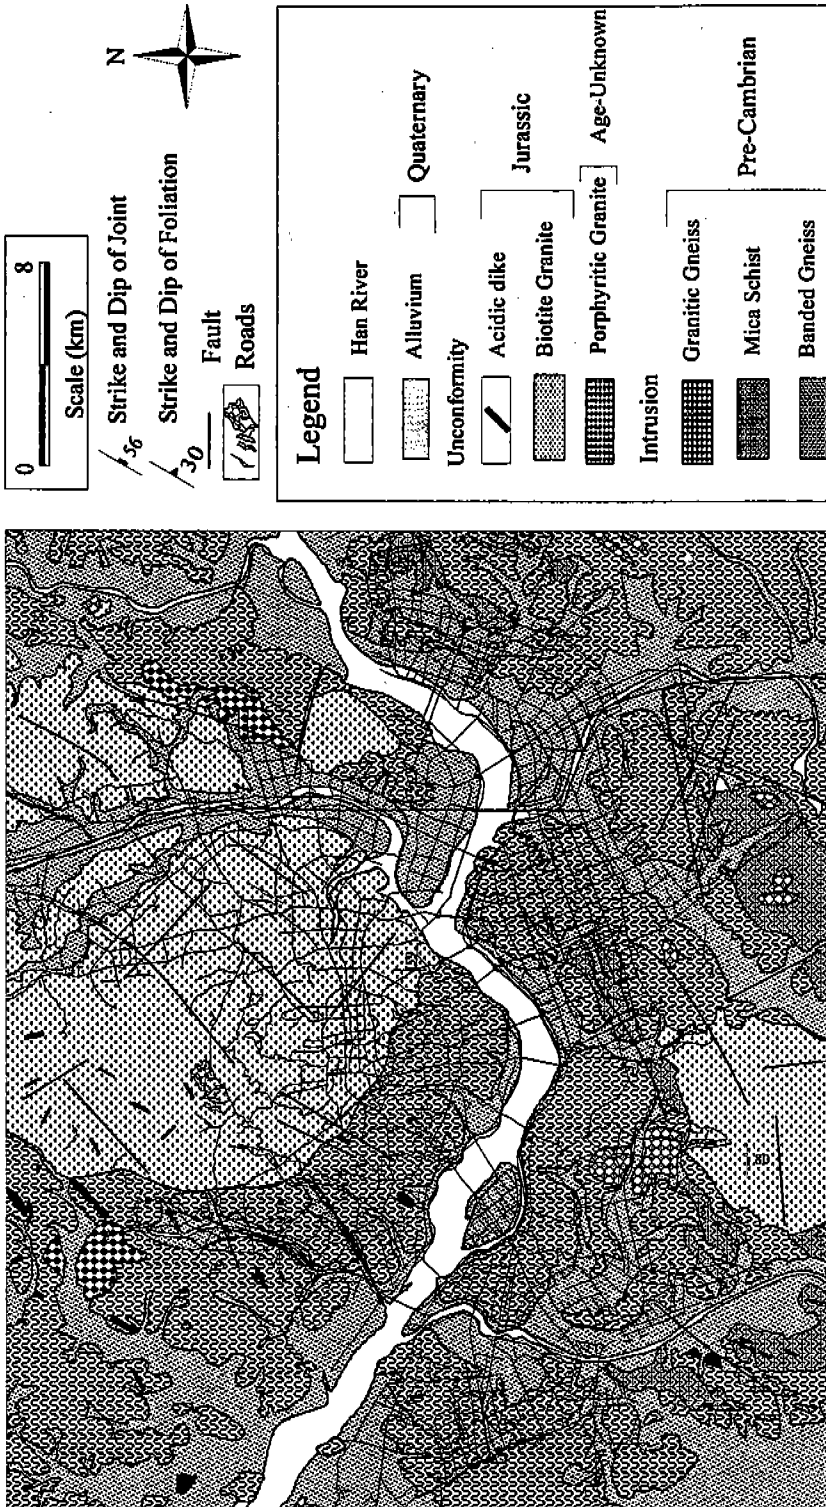 N
0 8
Scale (km)
56 Strike and Dip of Joint
30 Strike and Dip of Foliation
Fault
Roads
Legend
Han River
Alluvium Quaternary
Unconformity
Acidic dike
Jurassic
Biotite Granite
Porphyritic Granite Age-Unknown
Intrusion
Granitic Gneiss
Mica Schist Pre-Cambrian
Banded Gneiss